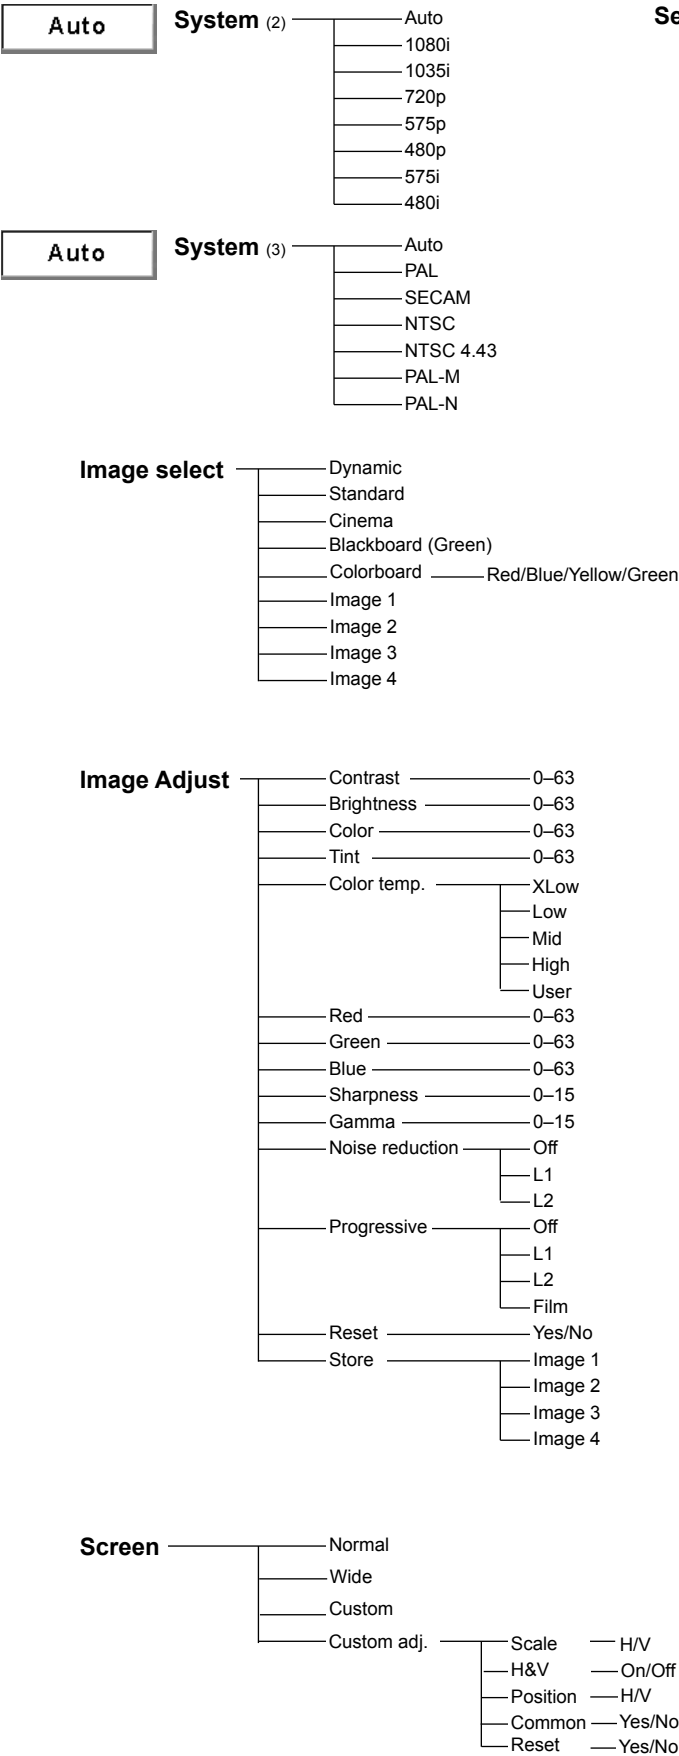 Auto System (2) Auto
1080i
1035i
720p
575p
480p
575i
480i
Auto System (3) Auto
PAL
SECAM
NTSC
NTSC 4.43
PAL-M
PAL-N
Image select Dynamic
Standard
Cinema
Blackboard (Green)
Colorboard Red/Blue/Yellow/Green
Image 1
Image 2
Image 3
Image 4
Image Adjust Contrast 0–63
Brightness 0–63
Color 0–63
Tint 0–63
Color temp. XLow
Low
Mid
High
User
Red 0–63
Green 0–63
Blue 0–63
Sharpness 0–15
Gamma 0–15
Noise reduction Off
L1
L2
Progressive Off
L1
L2
Film
Reset Yes/No
Store Image 1
Image 2
Image 3
Image 4
Screen Normal
Wide
Custom
Custom adj. Scale H/V
H&V On/Off
Position H/V
Common Yes/No
Reset Yes/No